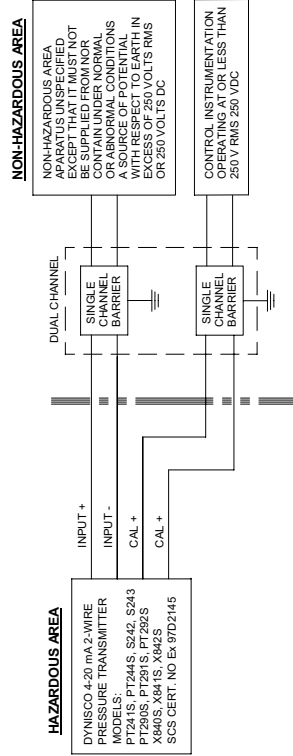 HAZARDOUS AREA
DYNISCO 4-20 mA 2-WIRE
PRESSURE TRANSMITTER
MODELS:
PT241S, PT244S, S242, S243
PT290S, PT291S, PT292S
X840S, X841S, X842S
SCS CERT. NO Ex 97D2145
INPUT +
INPUT -
CAL +
CAL +
DUAL CHANNEL
SINGLE
CHANNEL
BARRIER
SINGLE
CHANNEL
BARRIER
NON-HAZARDOUS AREA
NON-HAZARDOUS AREA
APARATUS UNSPECIFIED
EXCEPT THAT IT MUST NOT
BE SUPPLIED FROM NOR
CONTAIN UNDER NORMAL
OR ABNORMAL CONDITIONS
A SOURCE OF POTENTIAL
WITH RESPECT TO EARTH IN
EXCESS OF 250 VOLTS RMS
OR 250 VOLTS DC
CONTROL INSTRUMENTATION
OPERATING AT OR LESS THAN
250 V RMS 250 VDC